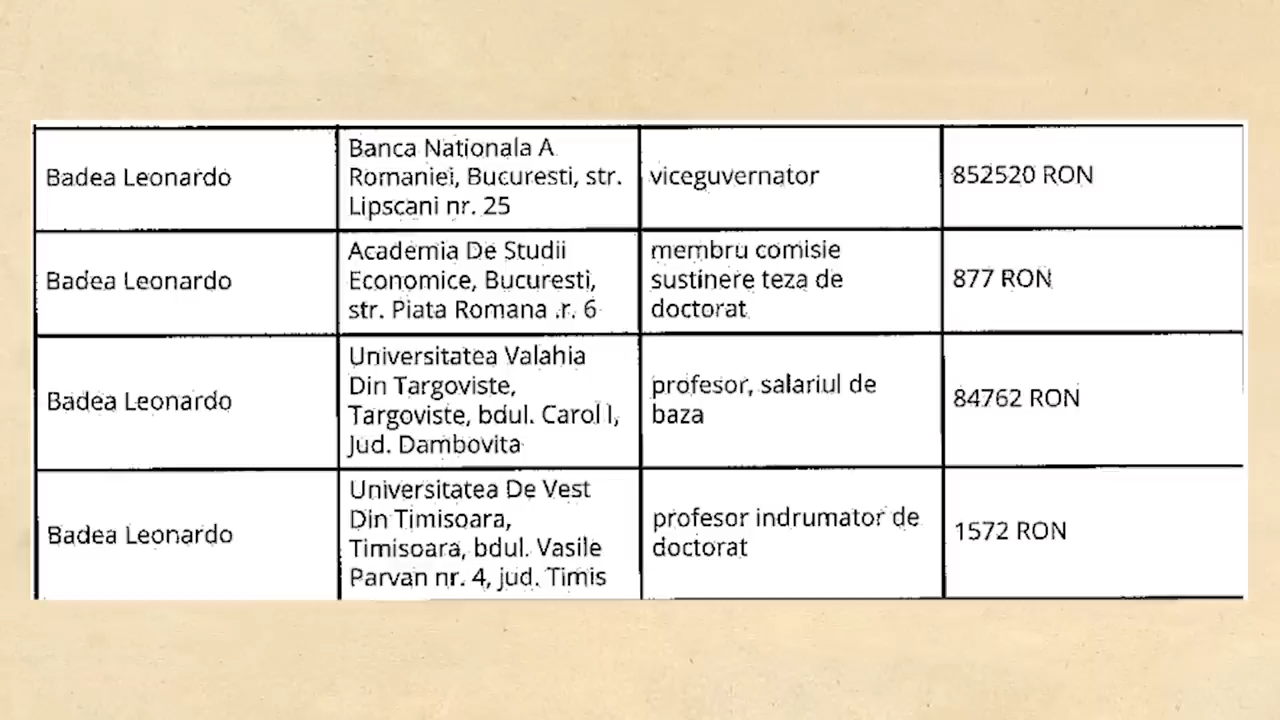 Badea Leonardo
Banca Nationala A
Romaniei, Bucuresti, str.
Lipscani nr. 25
viceguvernator
852520 RON
Badea Leonardo
Academia De Studii
Economice, Bucuresti,
str. Piata Romana .r. 6
membru comisie
sustinere teza de
doctorat
877 RON
Badea Leonardo
Universitatea Valahia
Din Targoviste,
Targoviste, bdul. Carol I,
Jud. Dambovita
profesor, salariul de
baza
84762 RON
Badea Leonardo
Universitatea De Vest
Din Timisoara,
Timisoara, bdul. Vasile
Parvan nr. 4, jud. Timis
profesor indrumator de
doctorat
1572 RON